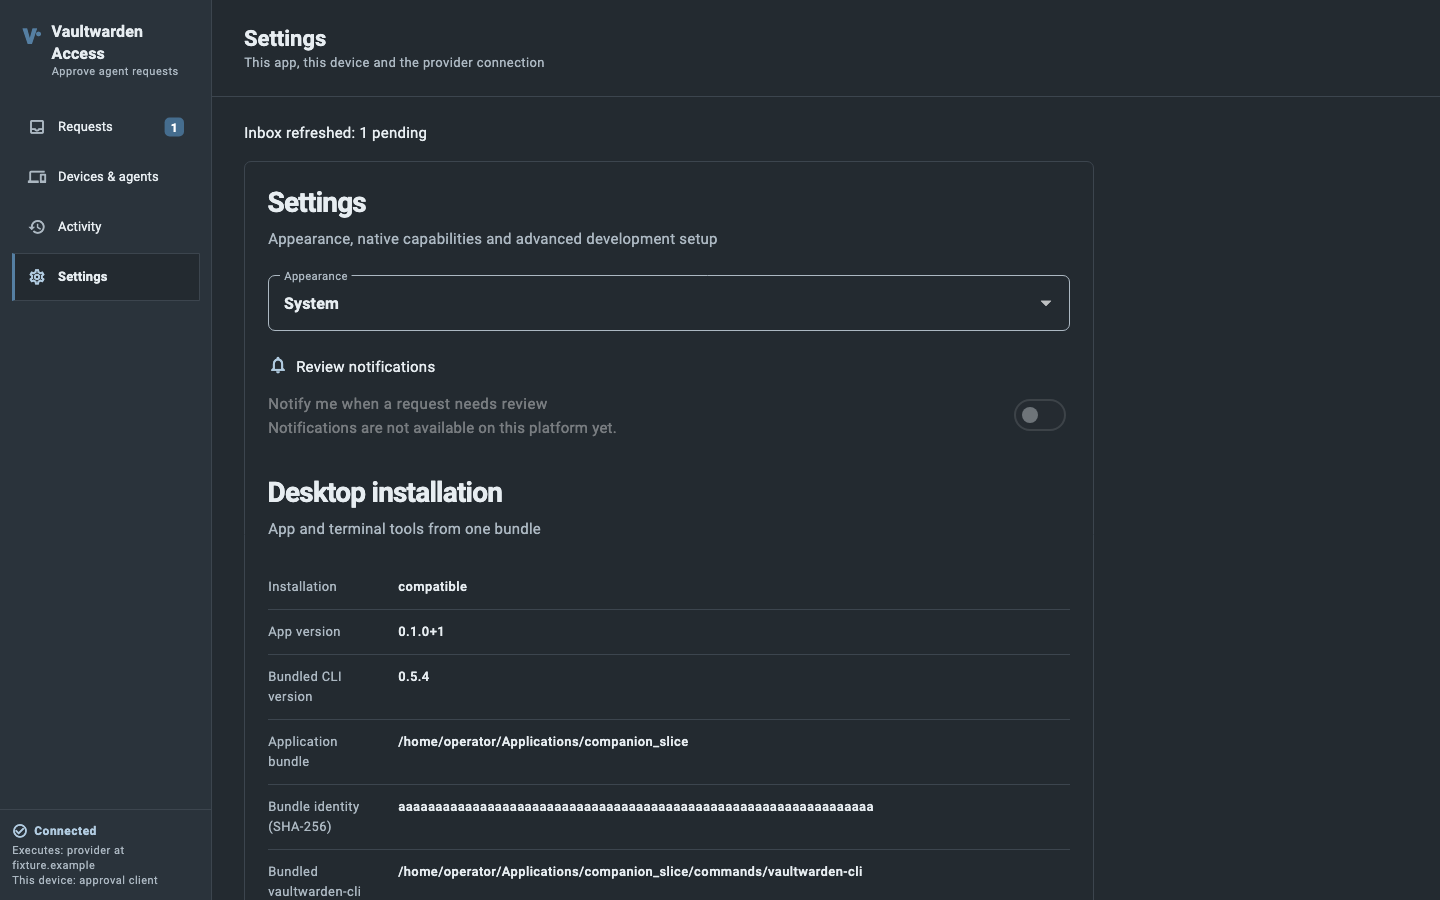 Vaultwarden
Access
Approve agent requests
Requests 1
Devices & agents
Activity
Settings
Connected
Executes: provider at
fixture.example
This device: approval client
Settings
This app, this device and the provider connection
Inbox refreshed: 1 pending
Settings
Appearance, native capabilities and advanced development setup
Appearance
System
Review notifications
Notify me when a request needs review
Notifications are not available on this platform yet.
Desktop installation
App and terminal tools from one bundle
Installation compatible
App version 0.1.0+1
Bundled CLI 0.5.4
version
Application /home/operator/Applications/companion_slice
bundle
Bundle identity aaaaaaaaaaaaaaaaaaaaaaaaaaaaaaaaaaaaaaaaaaaaaaaaaaaaaaaaaaaaaaaa
(SHA-256)
Bundled /home/operator/Applications/companion_slice/commands/vaultwarden-cli
vaultwarden-cli